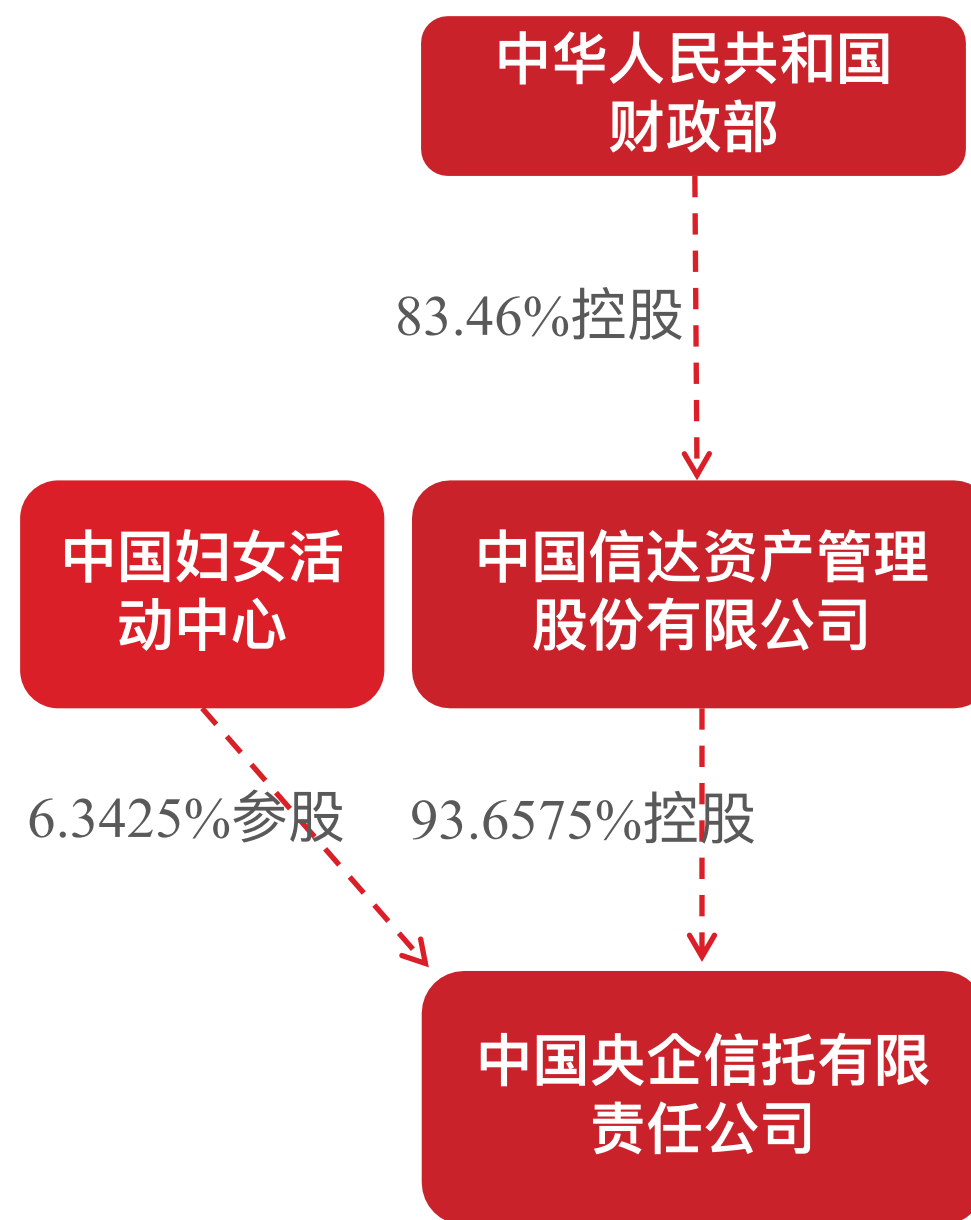 中华人民共和国
财政部
83.46%控股
中国妇女活
动中心
中国信达资产管理
股份有限公司
6.3425%参股
93.6575%控股
中国央企信托有限
责任公司